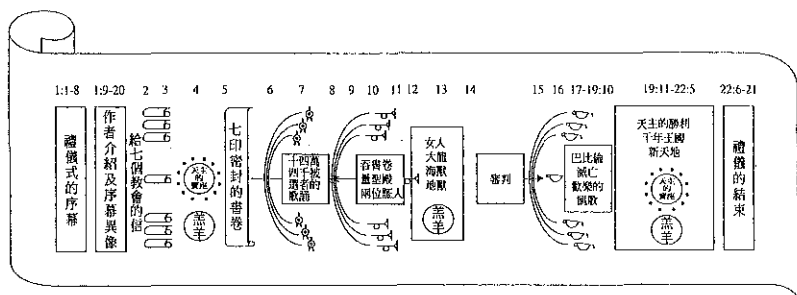 1:1-8 1:9-20 2 3 4 5 6 7 8 9 10 11 12 13 14 15 16 17-19:10 19:11-22:5 22:6-21
禮儀式的序幕
作者介紹及序幕異像
給七個教會的信
天主的寶座
羔羊
七印密封的書卷
十四萬
四千被
選者的
歌誦
吞書卷
量聖殿
兩位証人
女人
大龍
海獸
地獸
羔羊
審判
巴比倫
滅亡
歡樂的
凱歌
天主的勝利
千年王國
新天地
天主的寶座
羔羊
禮儀的結束